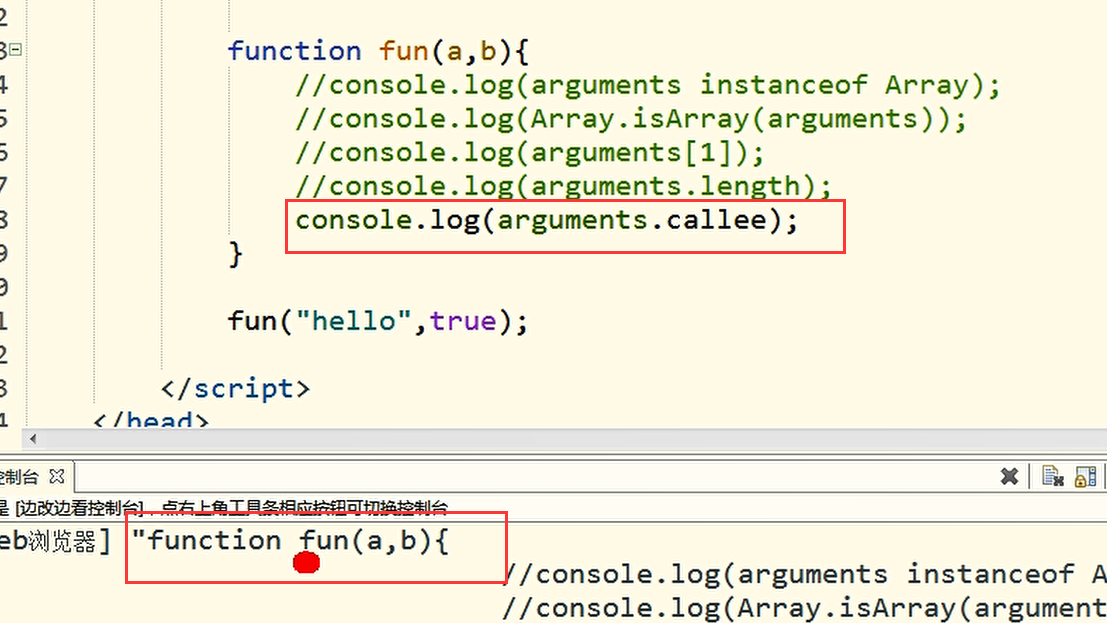 2
3
function fun(a,b){
4
//console.log(arguments instanceof Array);
5
//console.log(Array.isArray(arguments));
6
//console.log(arguments[1]);
7
//console.log(arguments.length);
8
console.log(arguments.callee);
9
}
0
1
fun("hello",true);
2
3
</script>
1
</head>
控制台
是 [边改边看控制台]，点右上角工具条相应按钮可切换控制台
eb浏览器] "function fun(a,b){
//console.log(arguments instanceof A
//console.log(Array.isArray(argument